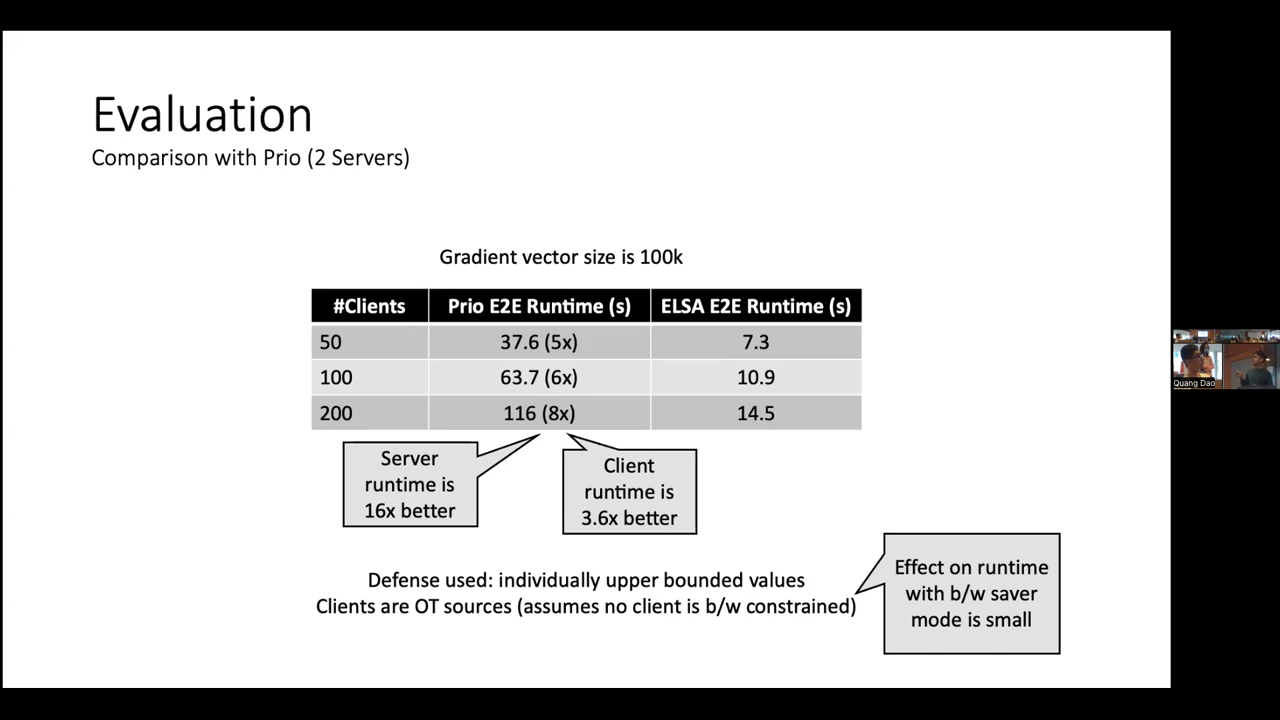 Evaluation
Comparison with Prio (2 Servers)
Gradient vector size is 100k
#Clients Prio E2E Runtime (s) ELSA E2E Runtime (s)
50 37.6 (5x) 7.3
100 63.7 (6x) 10.9
200 116 (8x) 14.5
Server
runtime is
16x better
Client
runtime is
3.6x better
Defense used: individually upper bounded values
Clients are OT sources (assumes no client is b/w constrained)
Effect on runtime
with b/w saver
mode is small
Quang Dao